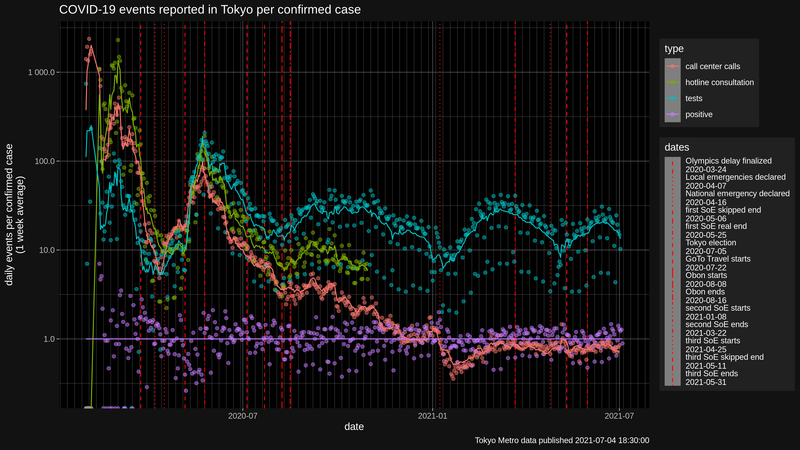 COVID-19 events reported in Tokyo per confirmed case
daily events per confirmed case
(1 week average)
1 000.0
100.0
10.0
1.0
2020-07
2021-01
2021-07
date
Tokyo Metro data published 2021-07-04 18:30:00
type
call center calls
hotline consultation
tests
positive
dates
Olympics delay finalized
2020-03-24
Local emergencies declared
2020-04-07
National emergency declared
2020-04-16
first SoE skipped end
2020-05-06
first SoE real end
2020-05-25
Tokyo election
2020-07-05
GoTo Travel starts
2020-07-22
Obon starts
2020-08-08
Obon ends
2020-08-16
second SoE starts
2021-01-08
second SoE ends
2021-03-22
third SoE starts
2021-04-25
third SoE skipped end
2021-05-11
third SoE ends
2021-05-31